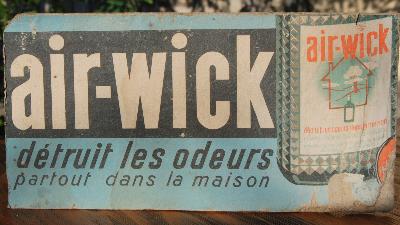 air-wick
détruit les odeurs
partout dans la maison
air-wick